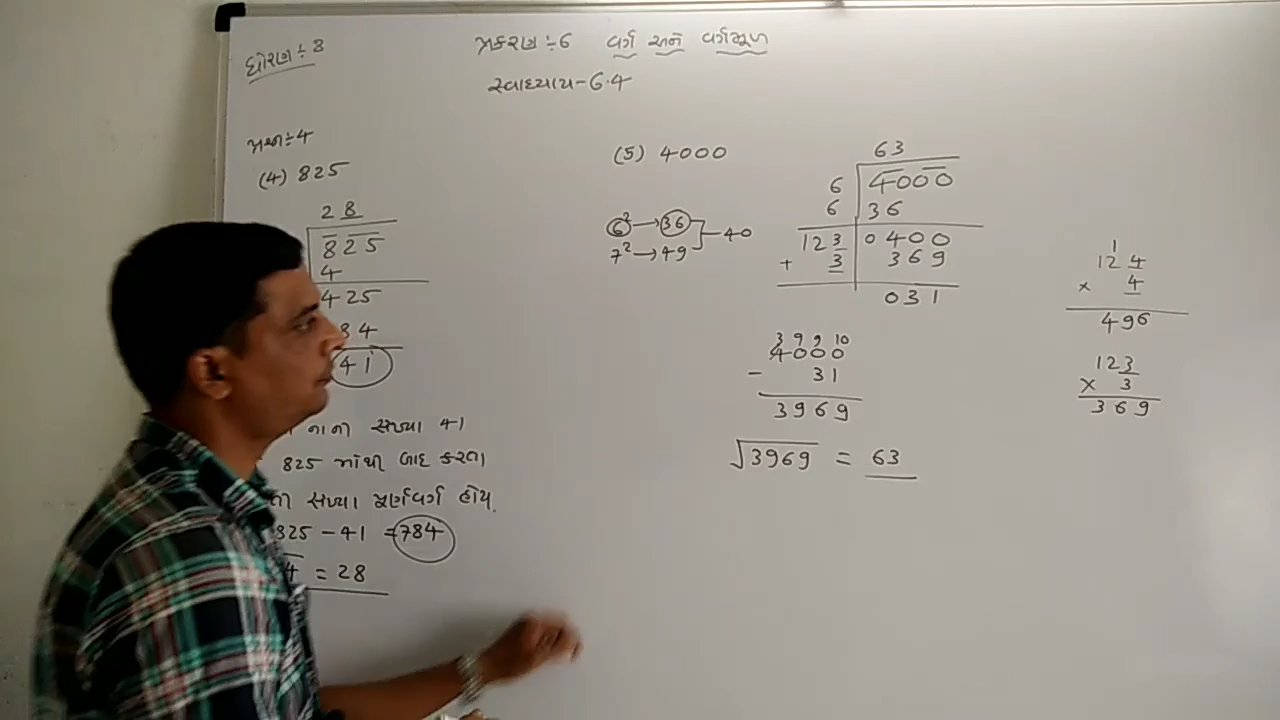 ધોરણ ÷ 8
પ્રકરણ ÷ 6 વર્ગ અને વર્ગમૂળ
સ્વાધ્યાય - 6.4
પ્રશ્ન ÷ 4
(4) 825
28
825
4
425
84
41
નાની સંખ્યા 41
825 માંથી બાદ કરતા
સંખ્યા પૂર્ણવર્ગ હોય.
825 - 41 = 784
4 = 28
(5) 4000
6² → 36
7² → 49
40
63
6 4000
6 36
123 0400
+ 3 369
031
3 9 9 10
4000
- 31
3969
√3969 = 63
1
124
× 4
496
123
× 3
369